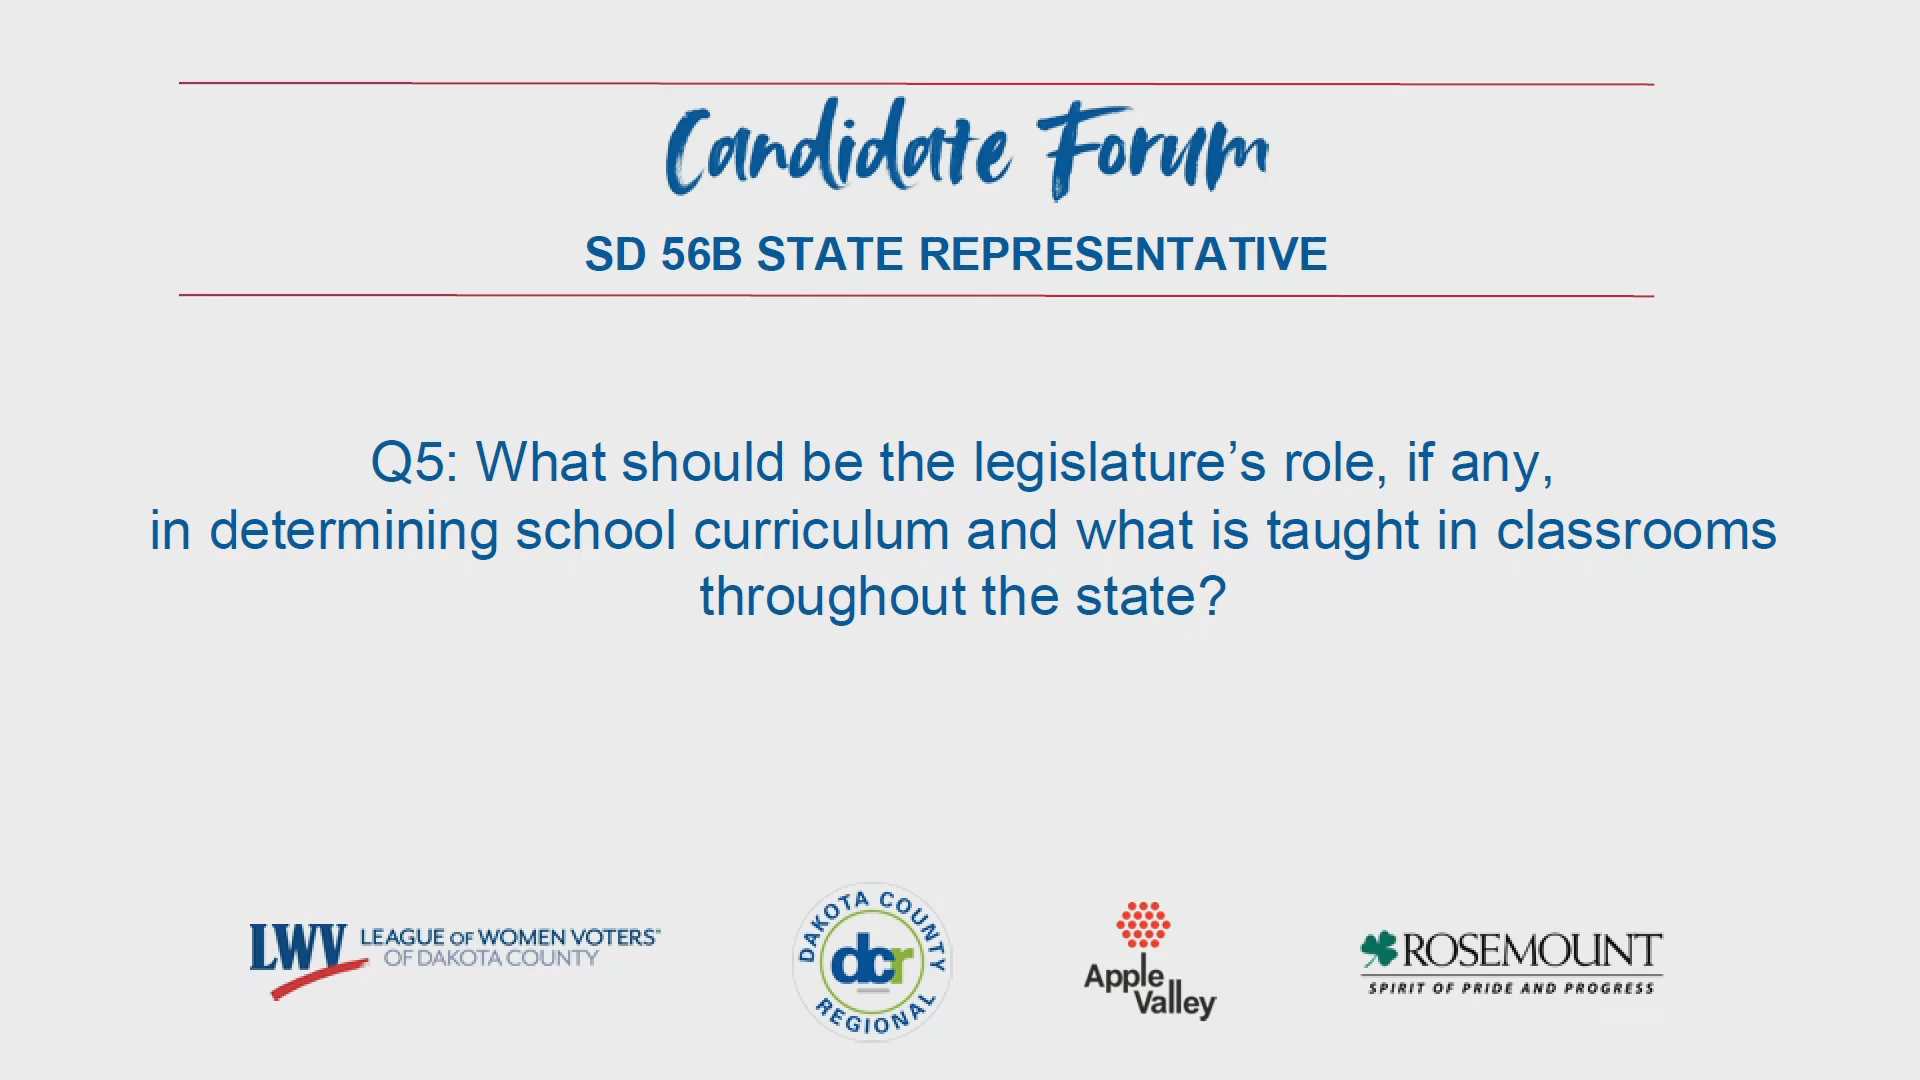 Candidate Forum
SD 56B STATE REPRESENTATIVE
Q5: What should be the legislature’s role, if any,
in determining school curriculum and what is taught in classrooms
throughout the state?
LWV LEAGUE OF WOMEN VOTERS®
OF DAKOTA COUNTY
DAKOTA COUNTY
dcr
REGIONAL
Apple
Valley
ROSEMOUNT
SPIRIT OF PRIDE AND PROGRESS